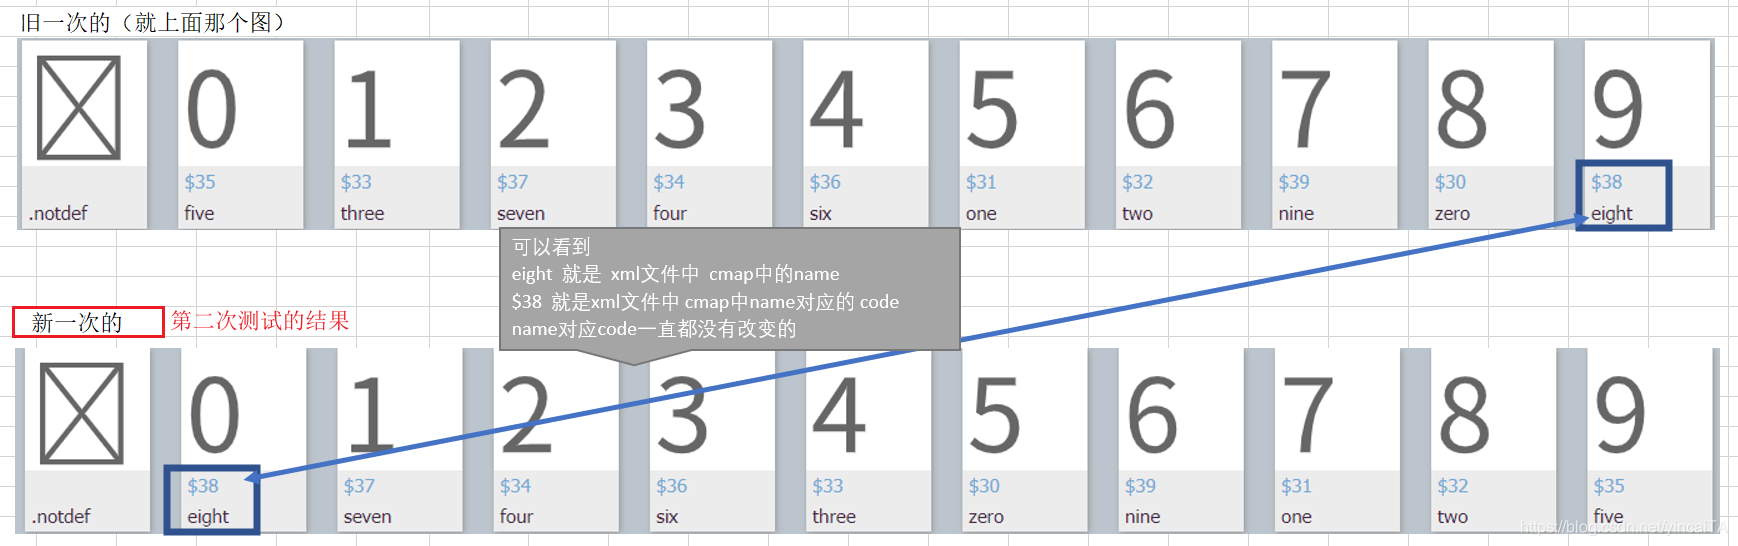 旧一次的（就上面那个图）
0 1 2 3 4 5 6 7 8 9
$35 $33 $37 $34 $36 $31 $32 $39 $30 $38
.notdef five three seven four six one two nine zero eight
可以看到
eight 就是 xml文件中 cmap中的name
$38 就是xml文件中 cmap中name对应的 code
name对应code一直都没有改变的
新一次的 第二次测试的结果
0 1 2 3 4 5 6 7 8 9
$38 $37 $34 $36 $33 $30 $39 $31 $32 $35
.notdef eight seven four six three zero nine one two five
https://blog.csdn.net/yincaiTA